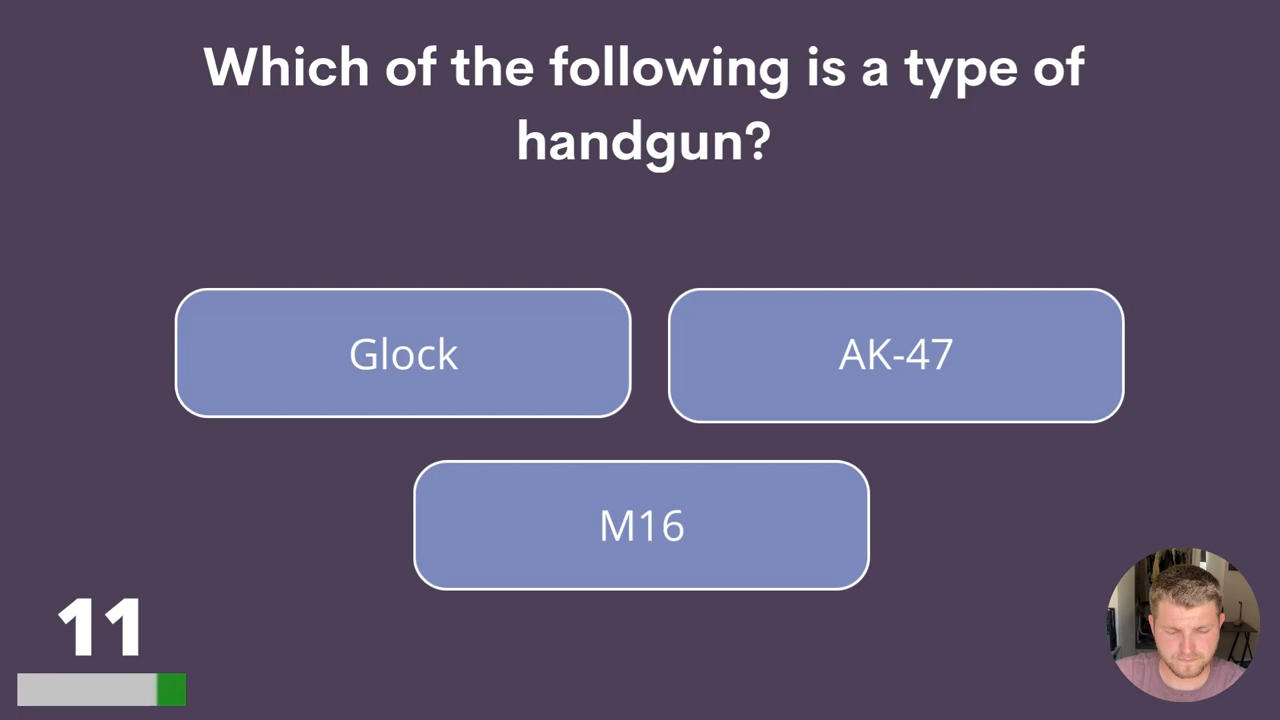 Which of the following is a type of
handgun?
Glock
AK-47
M16
11